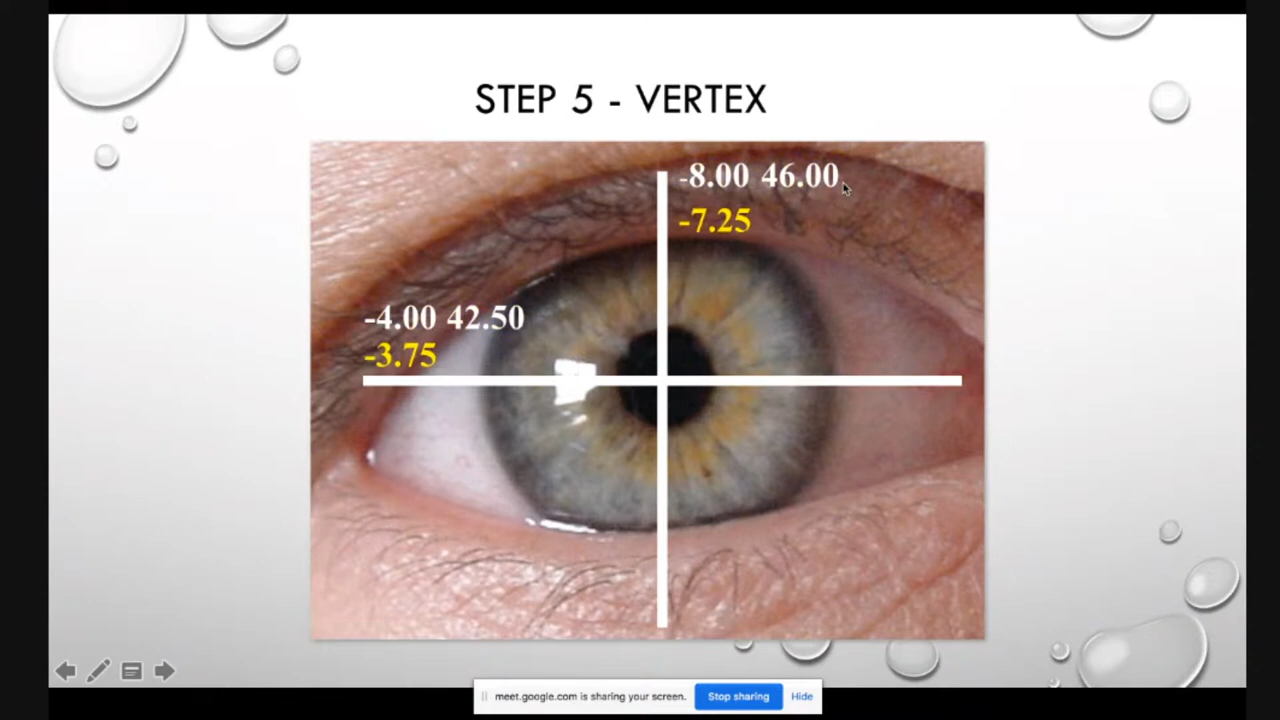 STEP 5 - VERTEX
-8.00 46.00
-7.25
-4.00 42.50
-3.75
meet.google.com is sharing your screen. Stop sharing Hide